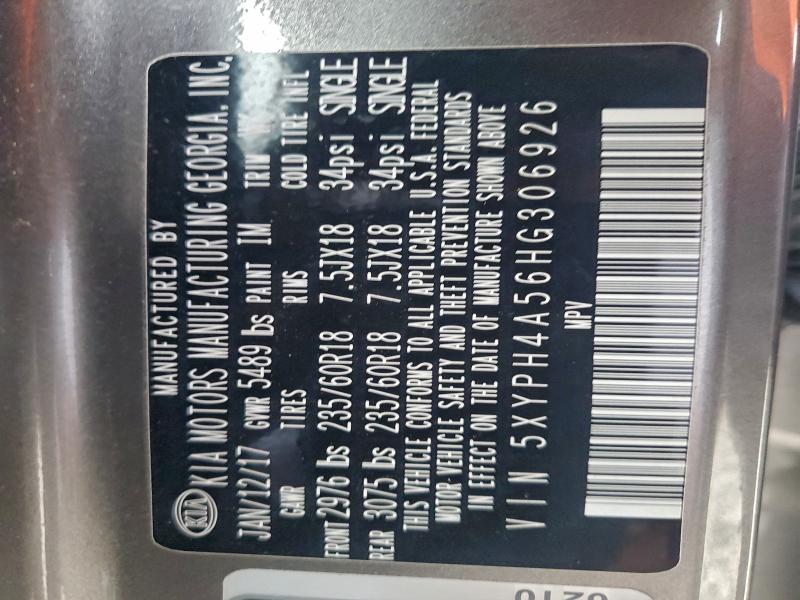 MANUFACTURED BY
KIA KIA MOTORS MANUFACTURING GEORGIA, INC.
JAN/12/17 GVWR 5489 lbs PAINT IM TRIM WK
GAWR TIRES RIMS COLD TIRE INFL
FRONT 2976 lbs 235/60R18 7.5JX18 34psi SINGLE
REAR 3075 lbs 235/60R18 7.5JX18 34psi SINGLE
THIS VEHICLE CONFORMS TO ALL APPLICABLE U.S.A. FEDERAL
MOTOR-VEHICLE SAFETY AND THEFT PREVENTION STANDARDS
IN EFFECT ON THE DATE OF MANUFACTURE SHOWN ABOVE
VIN 5XYPH4A56HG306926
MPV